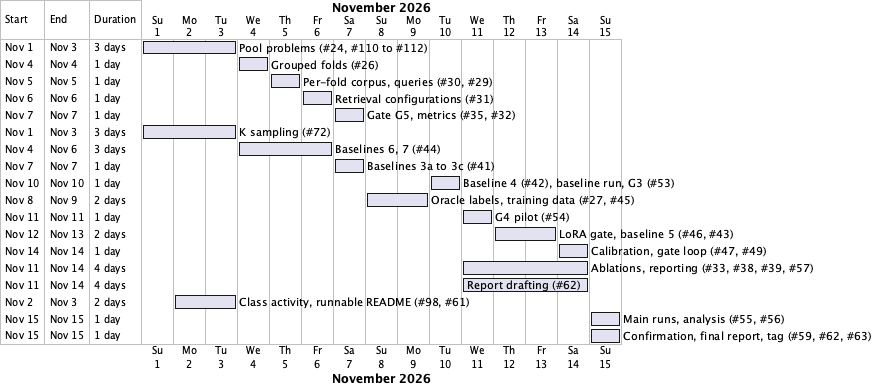 November 2026
Start End Duration Su Mo Tu We Th Fr Sa Su Mo Tu We Th Fr Sa Su
1 2 3 4 5 6 7 8 9 10 11 12 13 14 15
Nov 1 Nov 3 3 days Pool problems (#24, #110 to #112)
Nov 4 Nov 4 1 day Grouped folds (#26)
Nov 5 Nov 5 1 day Per-fold corpus, queries (#30, #29)
Nov 6 Nov 6 1 day Retrieval configurations (#31)
Nov 7 Nov 7 1 day Gate G5, metrics (#35, #32)
Nov 1 Nov 3 3 days K sampling (#72)
Nov 4 Nov 6 3 days Baselines 6, 7 (#44)
Nov 7 Nov 7 1 day Baselines 3a to 3c (#41)
Nov 10 Nov 10 1 day Baseline 4 (#42), baseline run, G3 (#53)
Nov 8 Nov 9 2 days Oracle labels, training data (#27, #45)
Nov 11 Nov 11 1 day G4 pilot (#54)
Nov 12 Nov 13 2 days LoRA gate, baseline 5 (#46, #43)
Nov 14 Nov 14 1 day Calibration, gate loop (#47, #49)
Nov 11 Nov 14 4 days Ablations, reporting (#33, #38, #39, #57)
Nov 11 Nov 14 4 days Report drafting (#62)
Nov 2 Nov 3 2 days Class activity, runnable README (#98, #61)
Nov 15 Nov 15 1 day Main runs, analysis (#55, #56)
Nov 15 Nov 15 1 day Confirmation, final report, tag (#59, #62, #63)
Su Mo Tu We Th Fr Sa Su Mo Tu We Th Fr Sa Su
1 2 3 4 5 6 7 8 9 10 11 12 13 14 15
November 2026